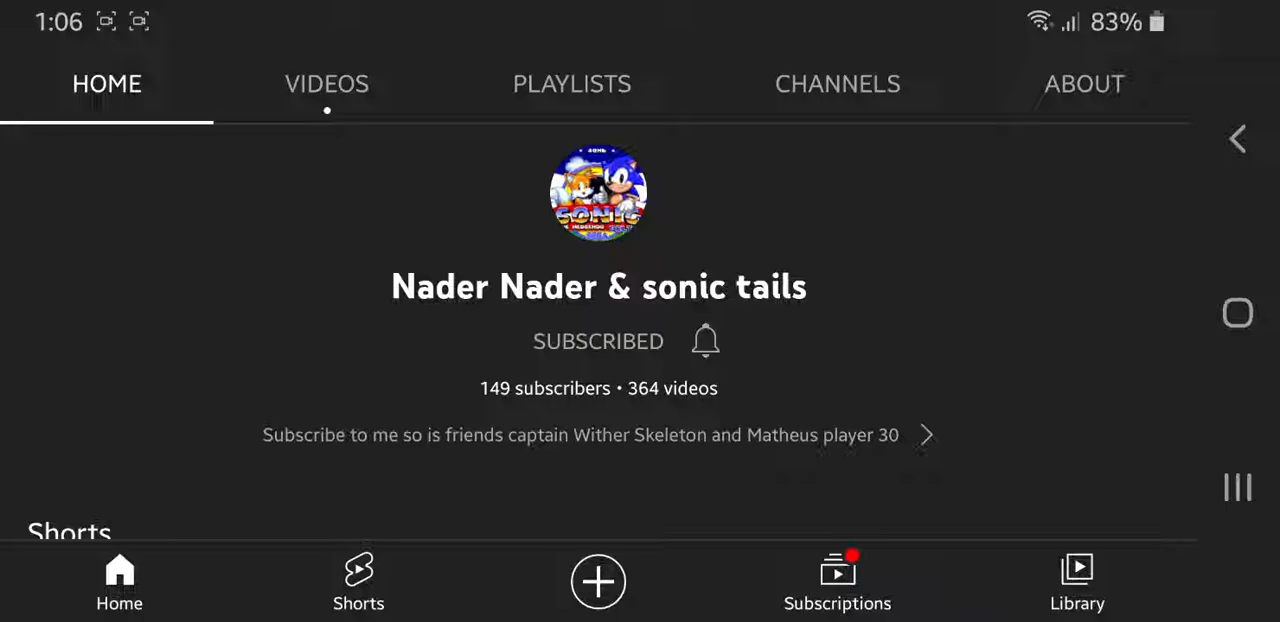 1:06 83%
HOME VIDEOS PLAYLISTS CHANNELS ABOUT
SONIC
Nader Nader & sonic tails
SUBSCRIBED
149 subscribers • 364 videos
Subscribe to me so is friends captain Wither Skeleton and Matheus player 30
Shorts
Home Shorts Subscriptions Library